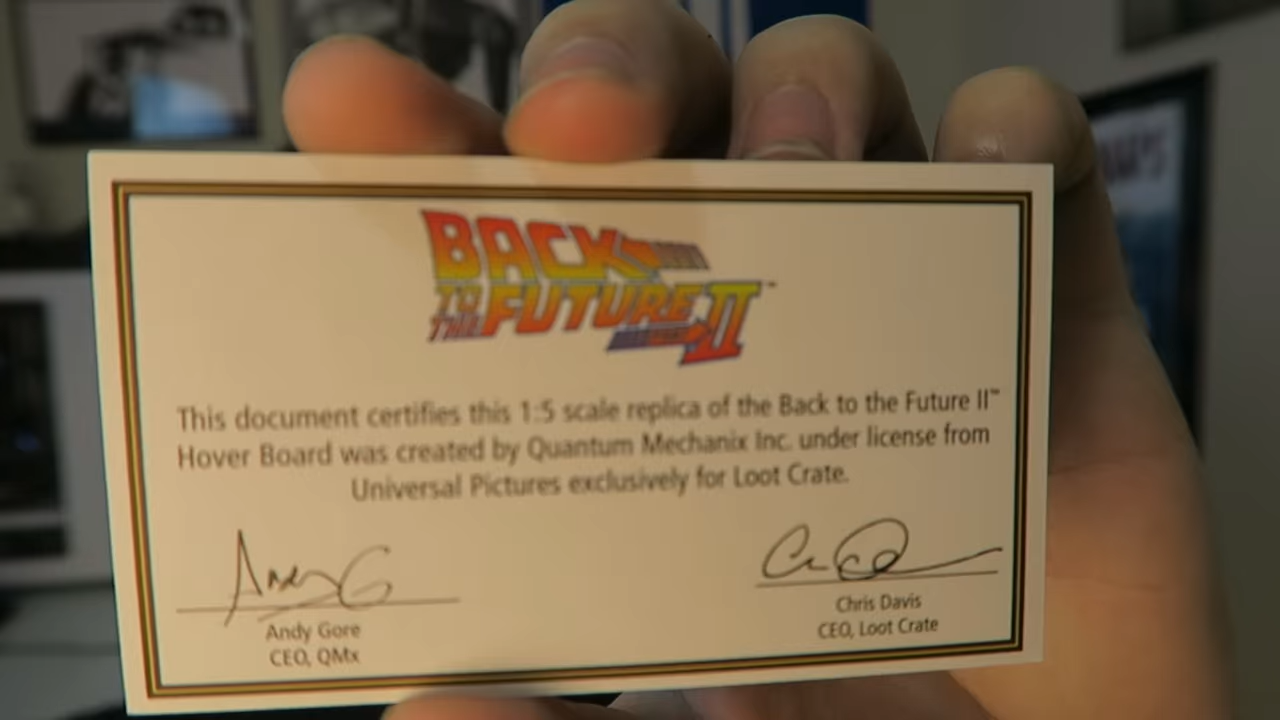 BACK
TO THE FUTURE II™
This document certifies this 1:5 scale replica of the Back to the Future II™
Hover Board was created by Quantum Mechanix Inc. under license from
Universal Pictures exclusively for Loot Crate.
Andy Gore
CEO, QMx
Chris Davis
CEO, Loot Crate